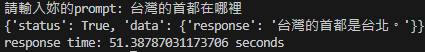 請輸入妳的prompt: 台灣的首都在哪裡
{'status': True, 'data': {'response': '台灣的首都是台北。'}}
response time: 51.38787031173706 seconds